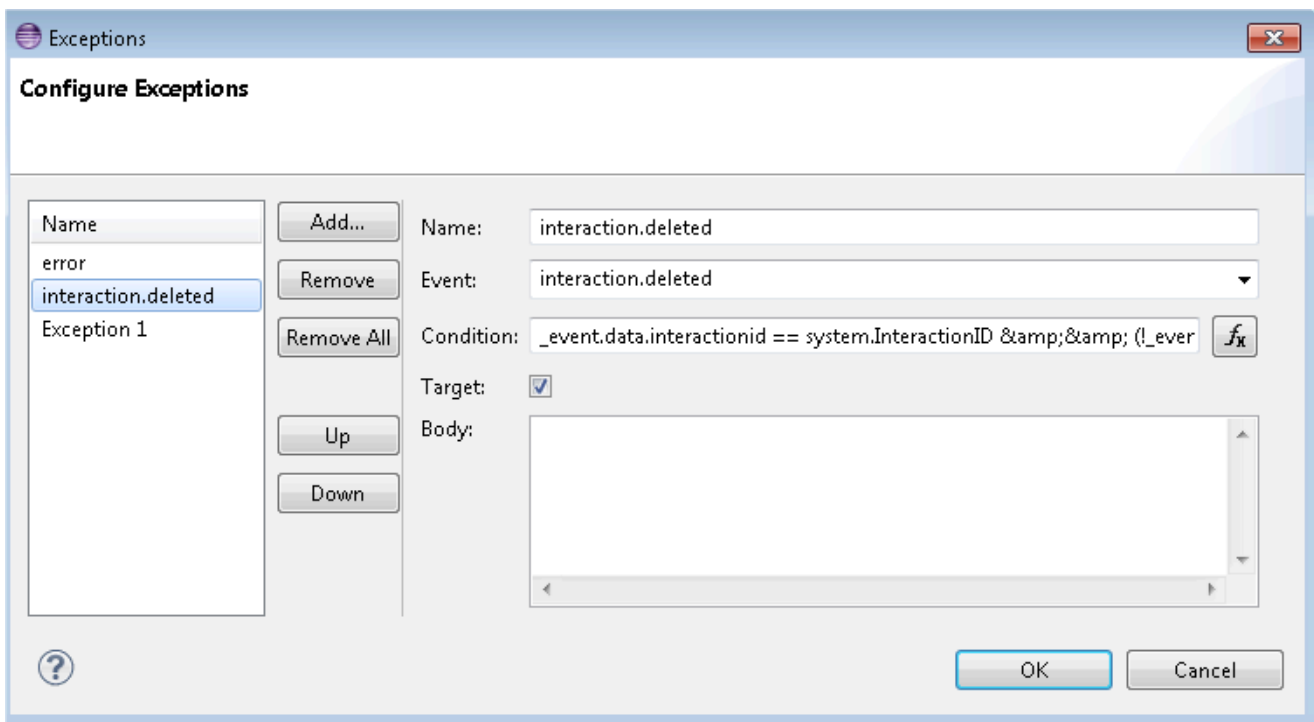 Exceptions
Configure Exceptions
Name
error
interaction.deleted
Exception 1
Add...
Remove
Remove All
Up
Down
Name: interaction.deleted
Event: interaction.deleted
Condition: _event.data.interactionid == system.InteractionID &amp;&amp; (!_ever
fx
Target:
Body:
?
OK Cancel